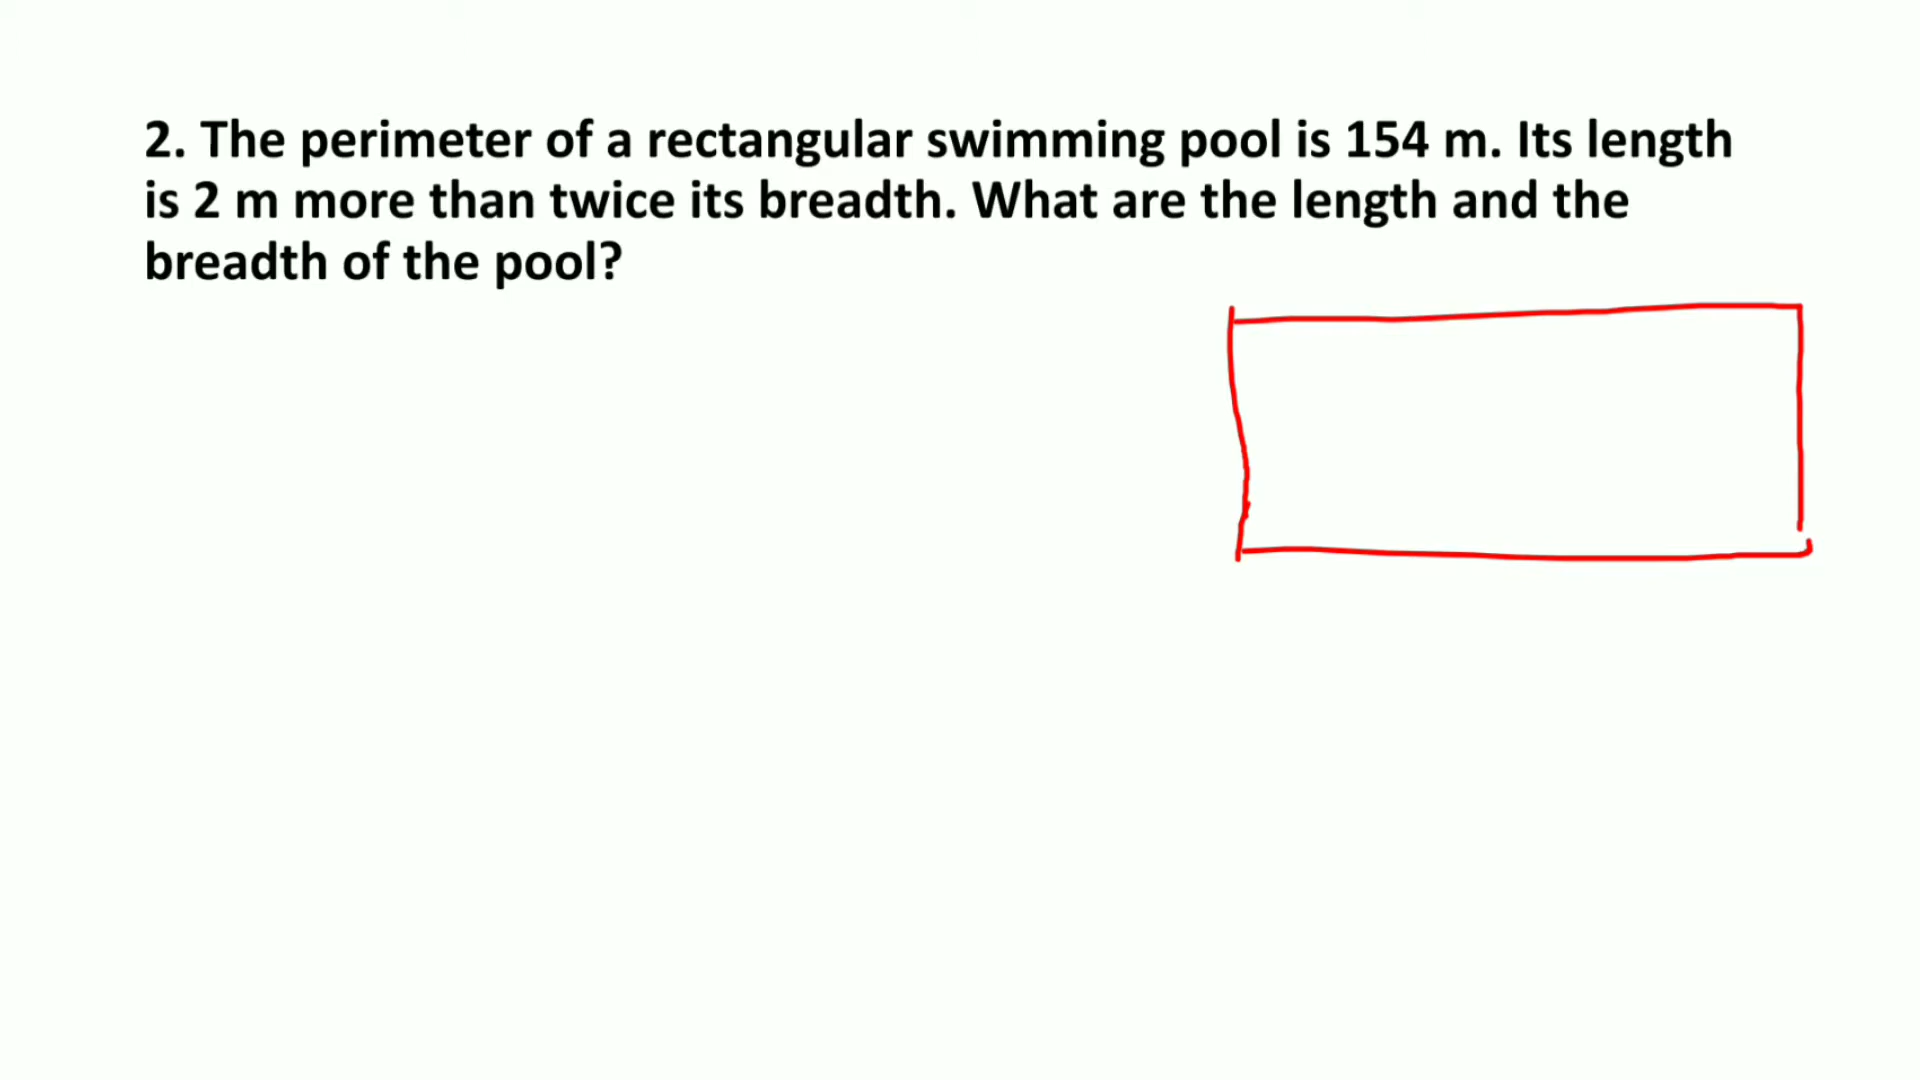 2. The perimeter of a rectangular swimming pool is 154 m. Its length
is 2 m more than twice its breadth. What are the length and the
breadth of the pool?